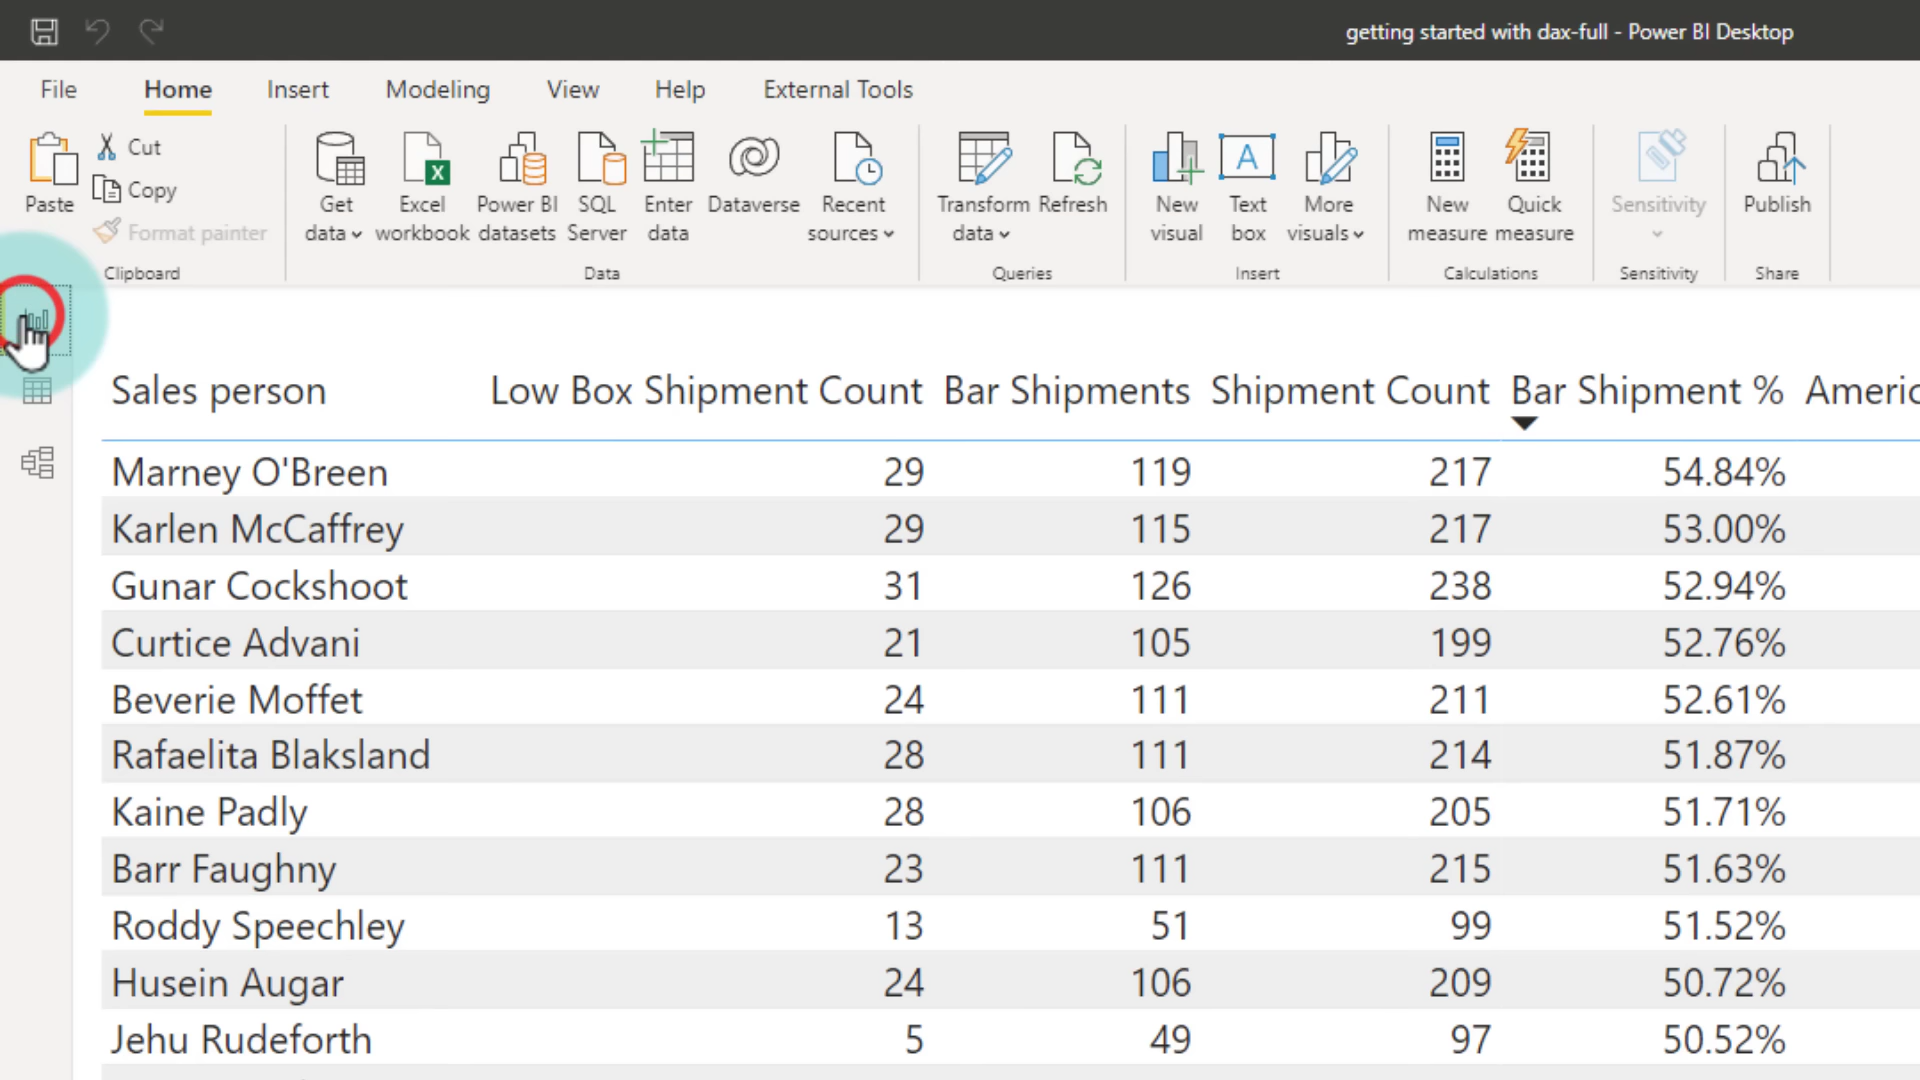 getting started with dax-full - Power BI Desktop
File Home Insert Modeling View Help External Tools
Paste
Cut
Copy
Format painter
Clipboard
Get data
Excel workbook
Power BI datasets
SQL Server
Enter data
Dataverse
Recent sources
Data
Transform data
Refresh
Queries
New visual
Text box
More visuals
Insert
New measure
Quick measure
Calculations
Sensitivity
Sensitivity
Publish
Share
Sales person Low Box Shipment Count Bar Shipments Shipment Count Bar Shipment % Americ
Marney O'Breen 29 119 217 54.84%
Karlen McCaffrey 29 115 217 53.00%
Gunar Cockshoot 31 126 238 52.94%
Curtice Advani 21 105 199 52.76%
Beverie Moffet 24 111 211 52.61%
Rafaelita Blaksland 28 111 214 51.87%
Kaine Padly 28 106 205 51.71%
Barr Faughny 23 111 215 51.63%
Roddy Speechley 13 51 99 51.52%
Husein Augar 24 106 209 50.72%
Jehu Rudeforth 5 49 97 50.52%